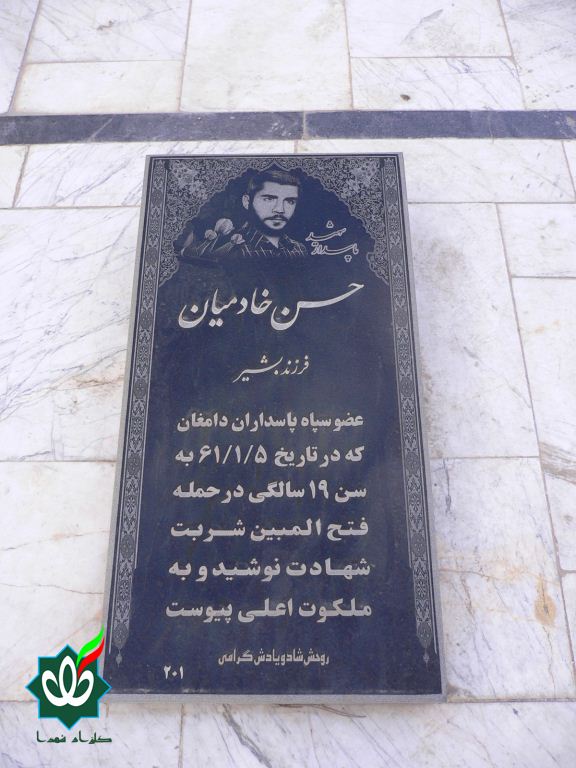 شهید
پاسدار
حسن خادمیان
فرزند بشیر
عضو سپاه پاسداران دامغان
که در تاریخ ۶۱/۱/۵ به
سن ۱۹ سالگی در حمله
فتح المبین شربت
شهادت نوشید و به
ملکوت اعلی پیوست
روحش شاد و یادش گرامی
۲۰۱
گلزار شهدا